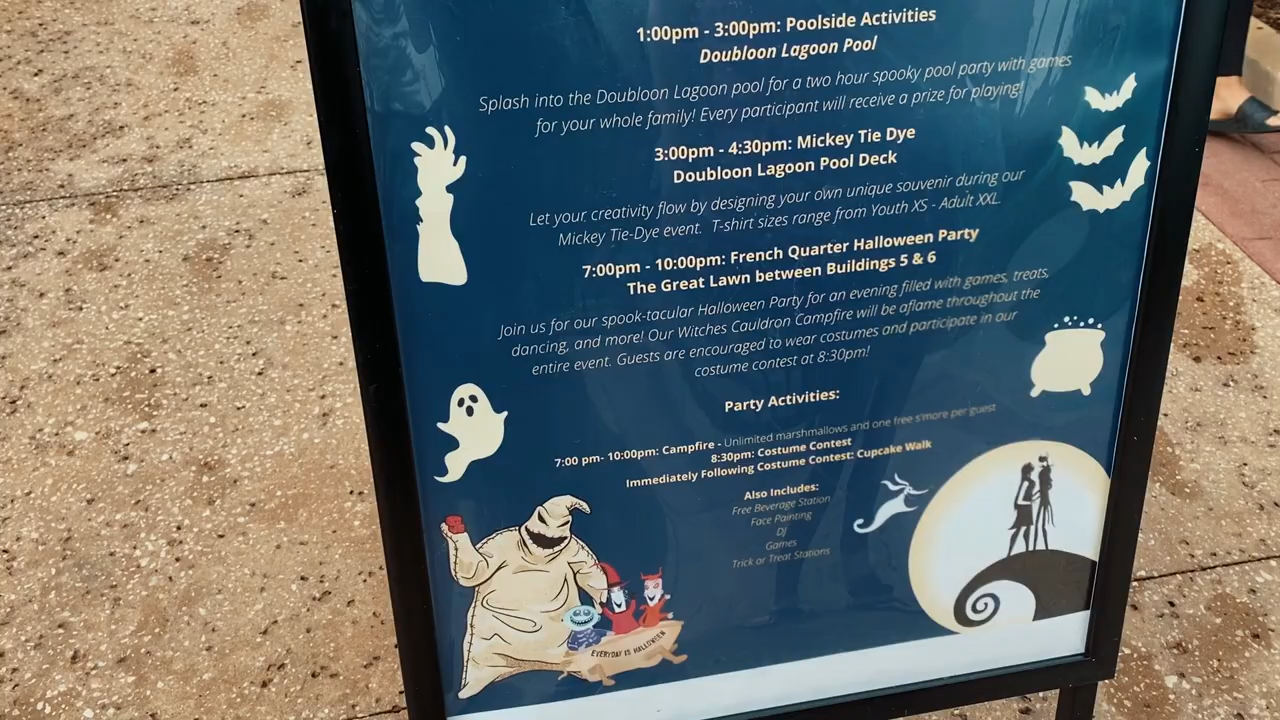 1:00pm - 3:00pm: Poolside Activities
Doubloon Lagoon Pool
Splash into the Doubloon Lagoon pool for a two hour spooky pool party with games
for your whole family! Every participant will receive a prize for playing!
3:00pm - 4:30pm: Mickey Tie Dye
Doubloon Lagoon Pool Deck
Let your creativity flow by designing your own unique souvenir during our
Mickey Tie-Dye event. T-shirt sizes range from Youth XS - Adult XXL.
7:00pm - 10:00pm: French Quarter Halloween Party
The Great Lawn between Buildings 5 & 6
Join us for our spook-tacular Halloween Party for an evening filled with games, treats,
dancing, and more! Our Witches Cauldron Campfire will be aflame throughout the
entire event. Guests are encouraged to wear costumes and participate in our
costume contest at 8:30pm!
Party Activities:
7:00 pm- 10:00pm: Campfire - Unlimited marshmallows and one free s'more per guest
8:30pm: Costume Contest
Immediately Following Costume Contest: Cupcake Walk
Also Includes:
Free Beverage Station
Face Painting
DJ
Games
Trick or Treat Stations
EVERYDAY IS HALLOWEEN